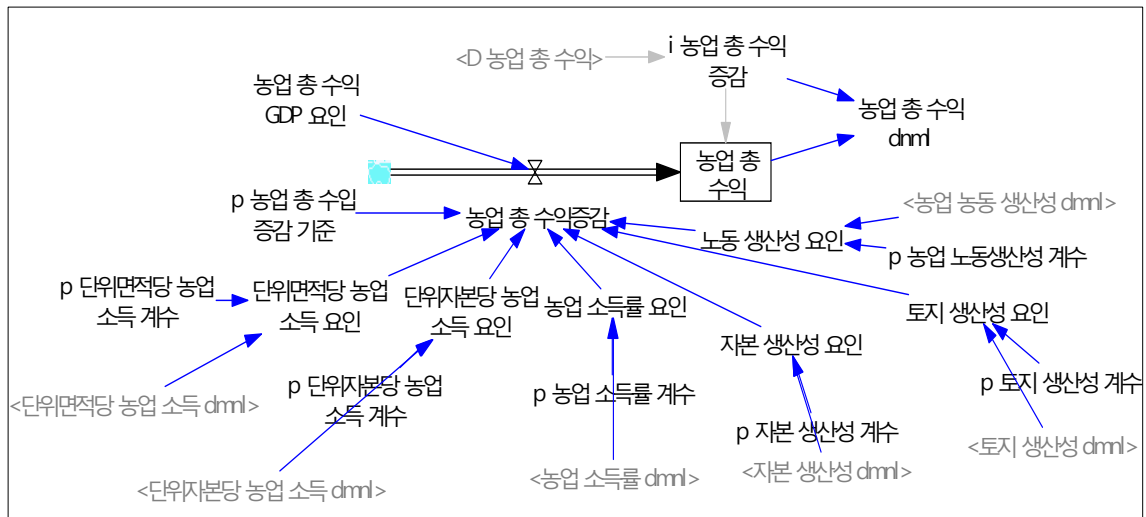 <D 농업 총 수익>
i 농업 총 수익
증감
농업 총 수익
GDP 요인
농업 총 수익
dnml
농업 총
수익
p 농업 총 수입
증감 기준
농업 총 수익증감
<농업 농동 생산성 dmnl>
노동 생산성 요인
p 농업 노동생산성 계수
p 단위면적당 농업
소득 계수
단위면적당 농업
소득 요인
단위자본당 농업
소득 요인
농업 소득률 요인
토지 생산성 요인
자본 생산성 요인
<단위면적당 농업 소득 dmnl>
p 단위자본당 농업
소득 계수
p 농업 소득률 계수
p 토지 생산성 계수
p 자본 생산성 계수
<토지 생산성 dmnl>
<단위자본당 농업 소득 dmnl>
<농업 소득률 dmnl>
<자본 생산성 dmnl>